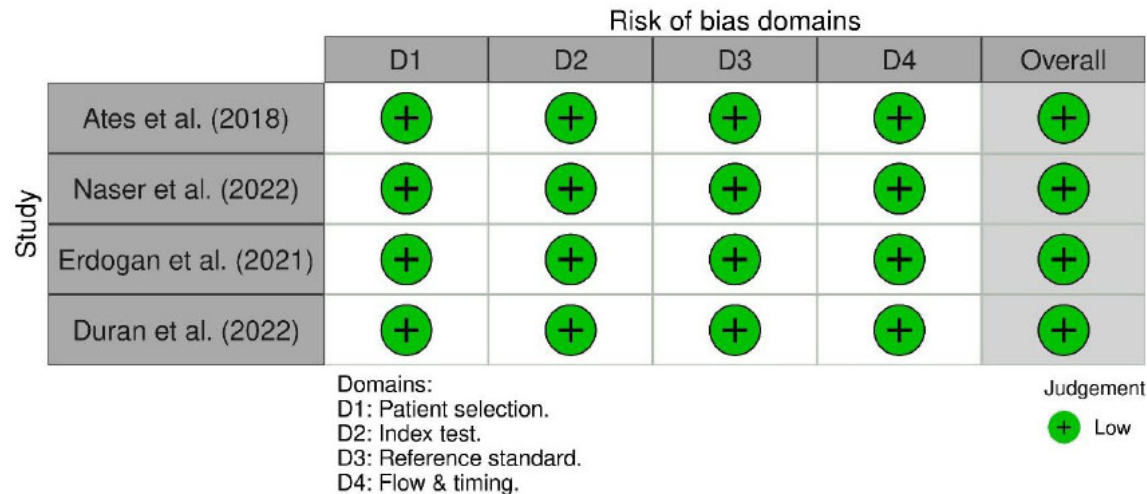 Risk of bias domains
D1 D2 D3 D4 Overall
Study
Ates et al. (2018) + + + + +
Naser et al. (2022) + + + + +
Erdogan et al. (2021) + + + + +
Duran et al. (2022) + + + + +
Domains:
D1: Patient selection.
D2: Index test.
D3: Reference standard.
D4: Flow & timing.
Judgement
+ Low